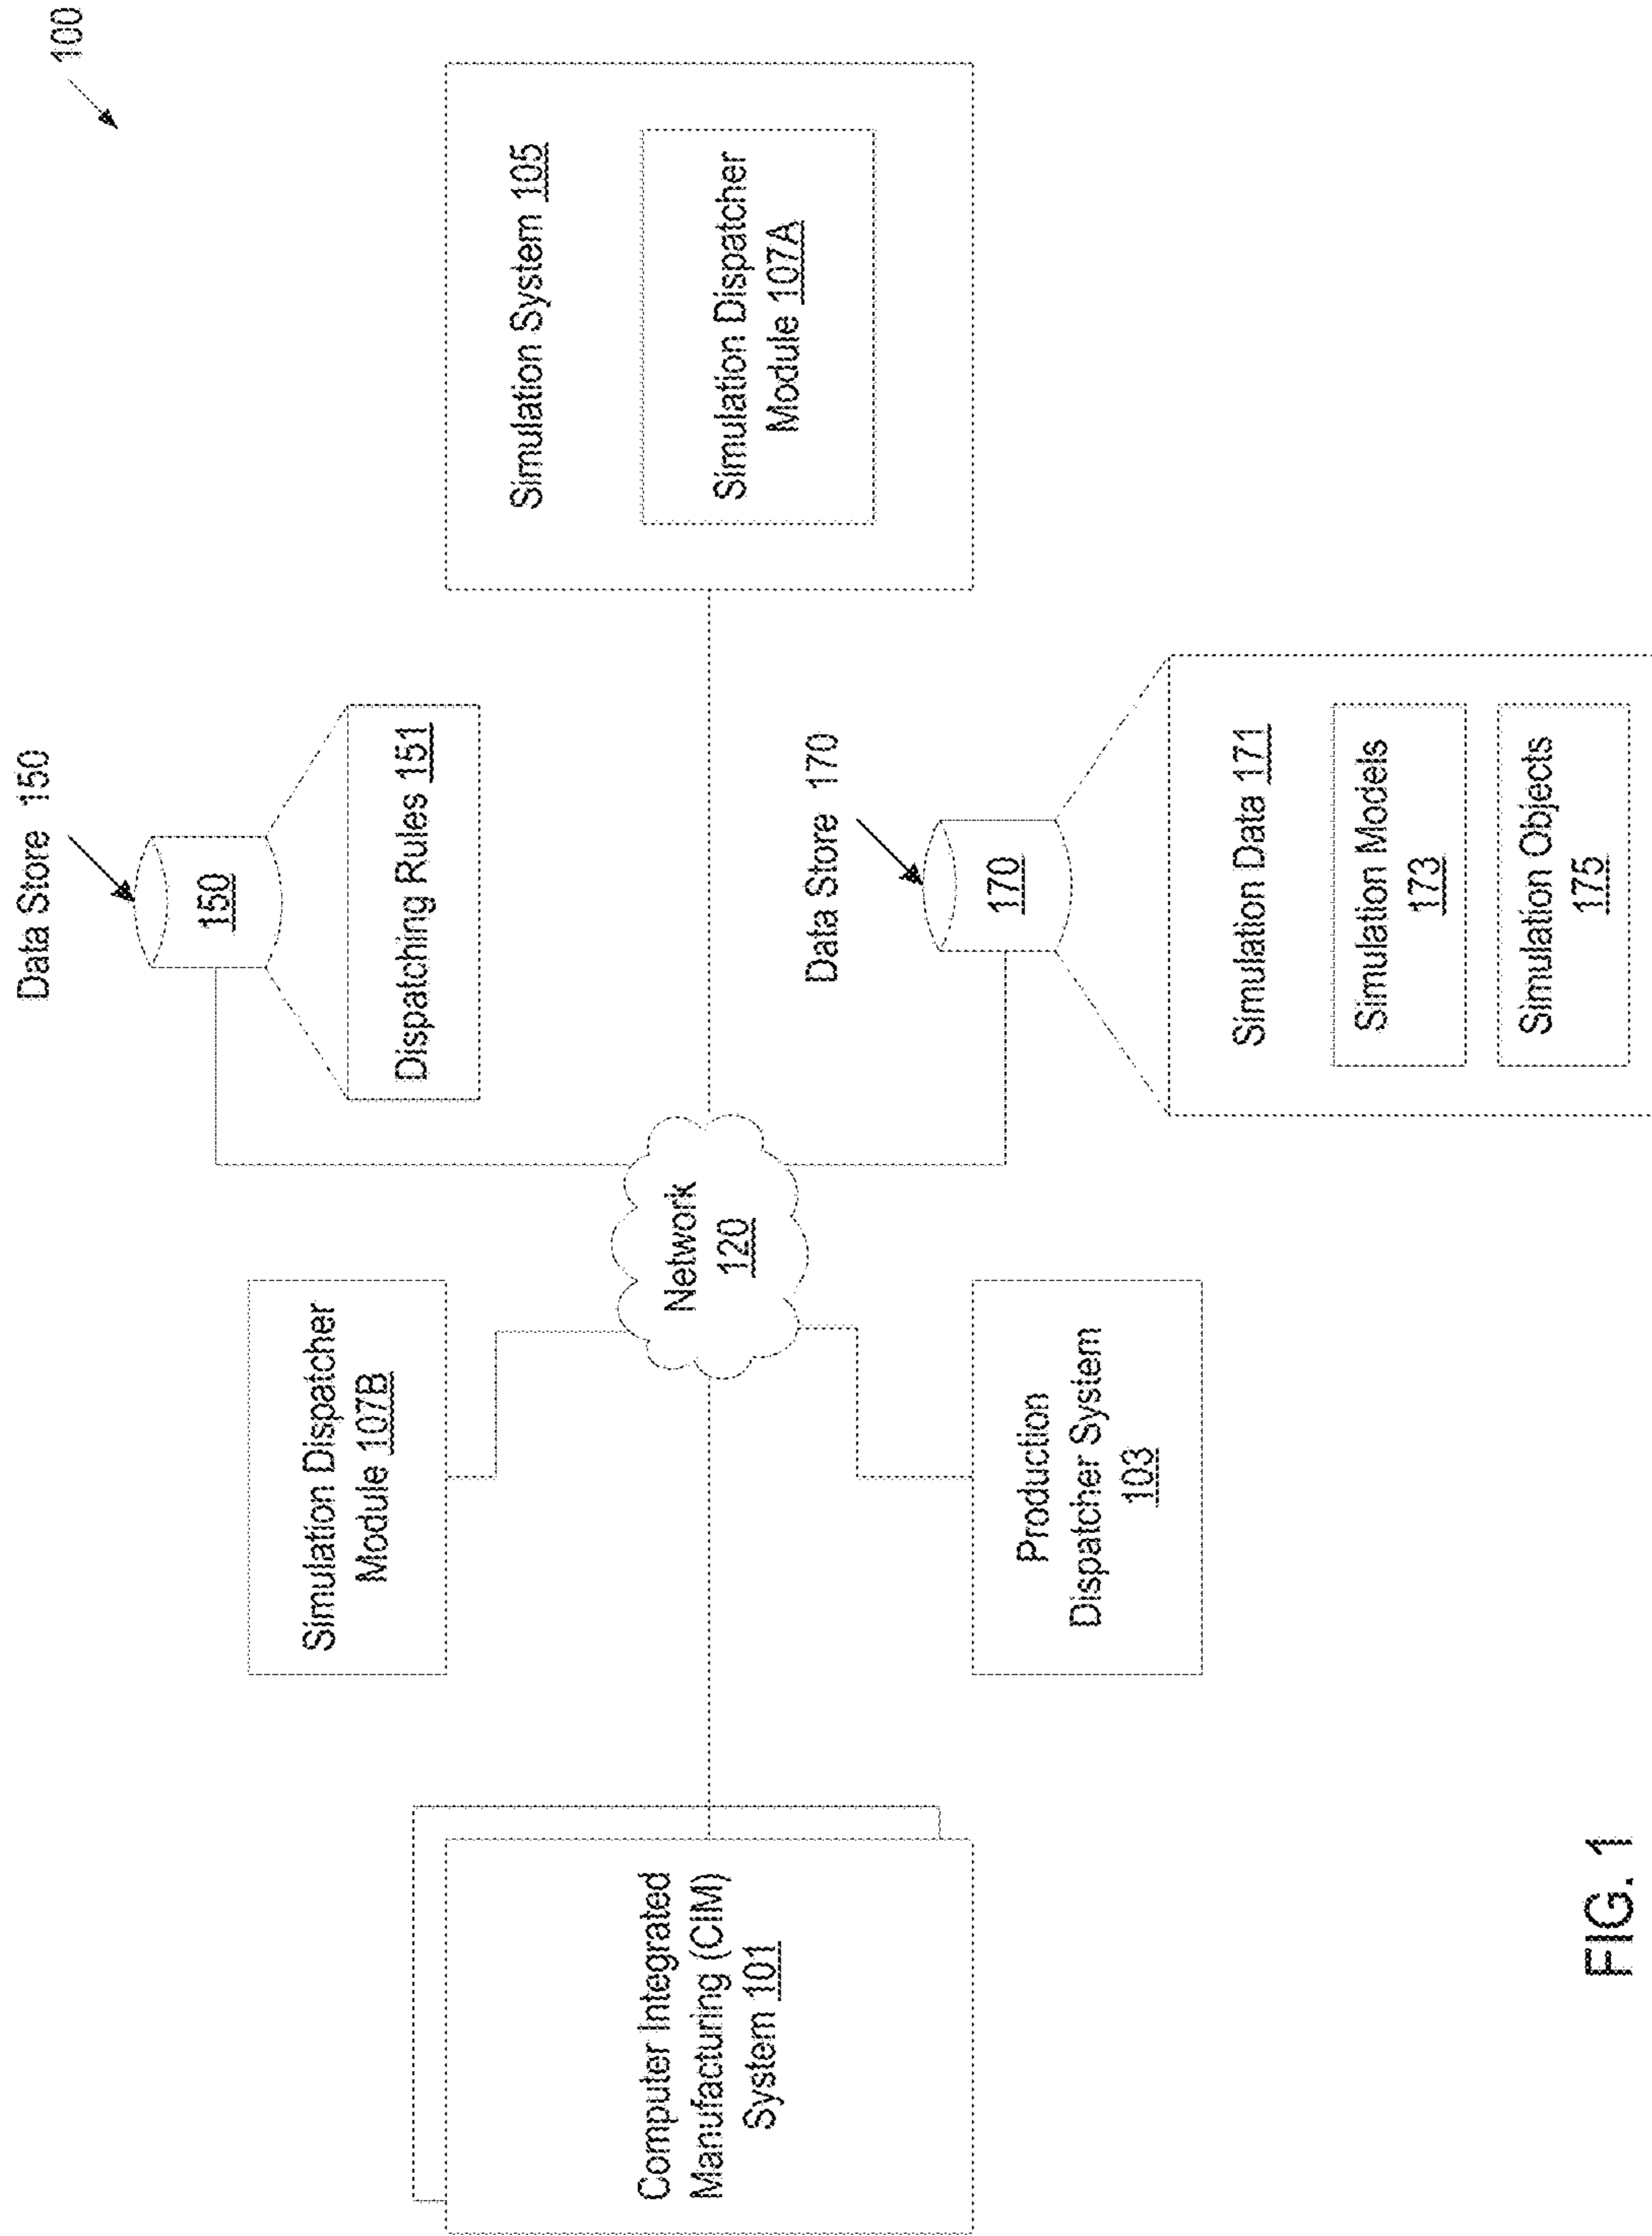 100
Data Store 150
150
Dispatching Rules 151
Simulation Dispatcher
Module 107B
Computer Integrated
Manufacturing (CIM)
System 101
Network
120
Simulation System 105
Simulation Dispatcher
Module 107A
Production
Dispatcher System
103
Data Store 170
170
Simulation Data 171
Simulation Models
173
Simulation Objects
175
FIG. 1